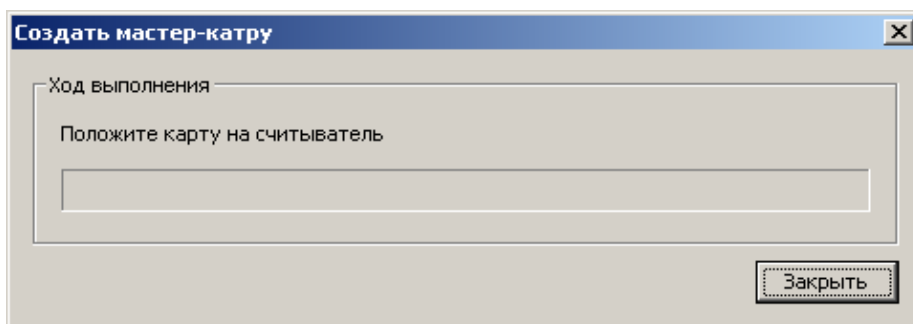 Создать мастер-катру
Ход выполнения
Положите карту на считыватель
Закрыть